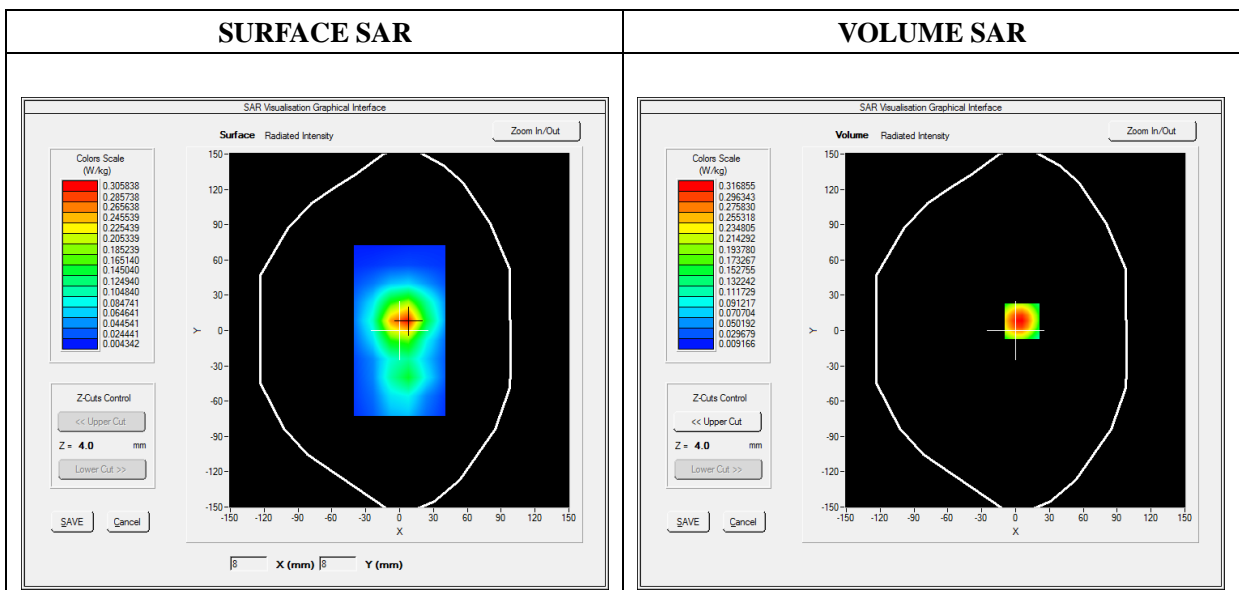 SURFACE SAR
VOLUME SAR
SAR Visualisation Graphical Interface
Surface Radiated Intensity
Zoom In/Out
Colors Scale
(W/kg)
0.305838
0.285738
0.265638
0.245539
0.225439
0.205339
0.185239
0.165140
0.145040
0.124940
0.104840
0.084741
0.064641
0.044541
0.024441
0.004342
Z-Cuts Control
<< Upper Cut
Z = 4.0 mm
Lower Cut >>
SAVE Cancel
150
120
90
60
30
0
-30
-60
-90
-120
-150
Y
-150 -120 -90 -60 -30 0 30 60 90 120 150
X
8 X (mm) 8 Y (mm)
SAR Visualisation Graphical Interface
Volume Radiated Intensity
Zoom In/Out
Colors Scale
(W/kg)
0.316855
0.296343
0.275830
0.255318
0.234805
0.214292
0.193780
0.173267
0.152755
0.132242
0.111729
0.091217
0.070704
0.050192
0.029679
0.009166
Z-Cuts Control
<< Upper Cut
Z = 4.0 mm
Lower Cut >>
SAVE Cancel
150
120
90
60
30
0
-30
-60
-90
-120
-150
Y
-150 -120 -90 -60 -30 0 30 60 90 120 150
X